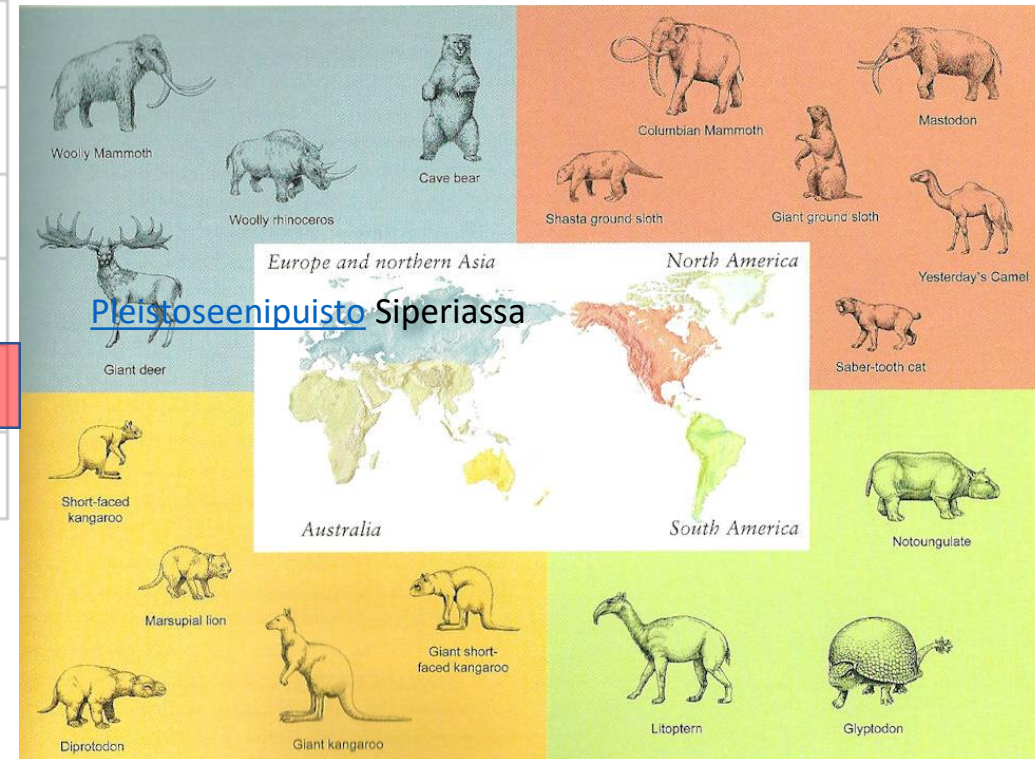 Woolly Mammoth
Woolly rhinoceros
Cave bear
Giant deer
Columbian Mammoth
Mastodon
Shasta ground sloth
Giant ground sloth
Yesterday's Camel
Saber-tooth cat
Europe and northern Asia
North America
Pleistoseenipuisto Siperiassa
Australia
South America
Short-faced
kangaroo
Marsupial lion
Giant short-
faced kangaroo
Diprotodon
Giant kangaroo
Notoungulate
Litoptern
Glyptodon